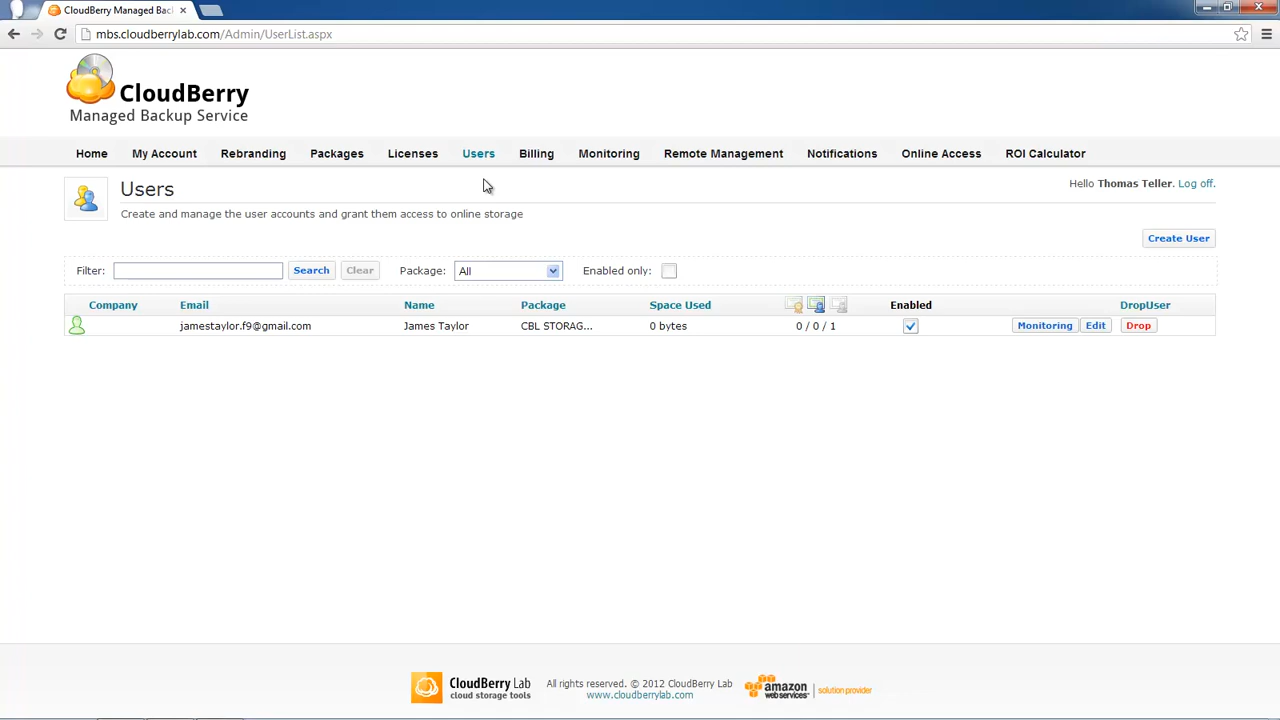 CloudBerry Managed Bac
mbs.cloudberrylab.com/Admin/UserList.aspx
CloudBerry
Managed Backup Service
Home My Account Rebranding Packages Licenses Users Billing Monitoring Remote Management Notifications Online Access ROI Calculator
Users
Hello Thomas Teller. Log off.
Create and manage the user accounts and grant them access to online storage
Create User
Filter: Search Clear Package: All Enabled only:
Company Email Name Package Space Used Enabled DropUser
jamestaylor.f9@gmail.com James Taylor CBL STORAG... 0 bytes 0 / 0 / 1 Monitoring Edit Drop
CloudBerry Lab
cloud storage tools
All rights reserved. © 2012 CloudBerry Lab
www.cloudberrylab.com
amazon
web services
solution provider